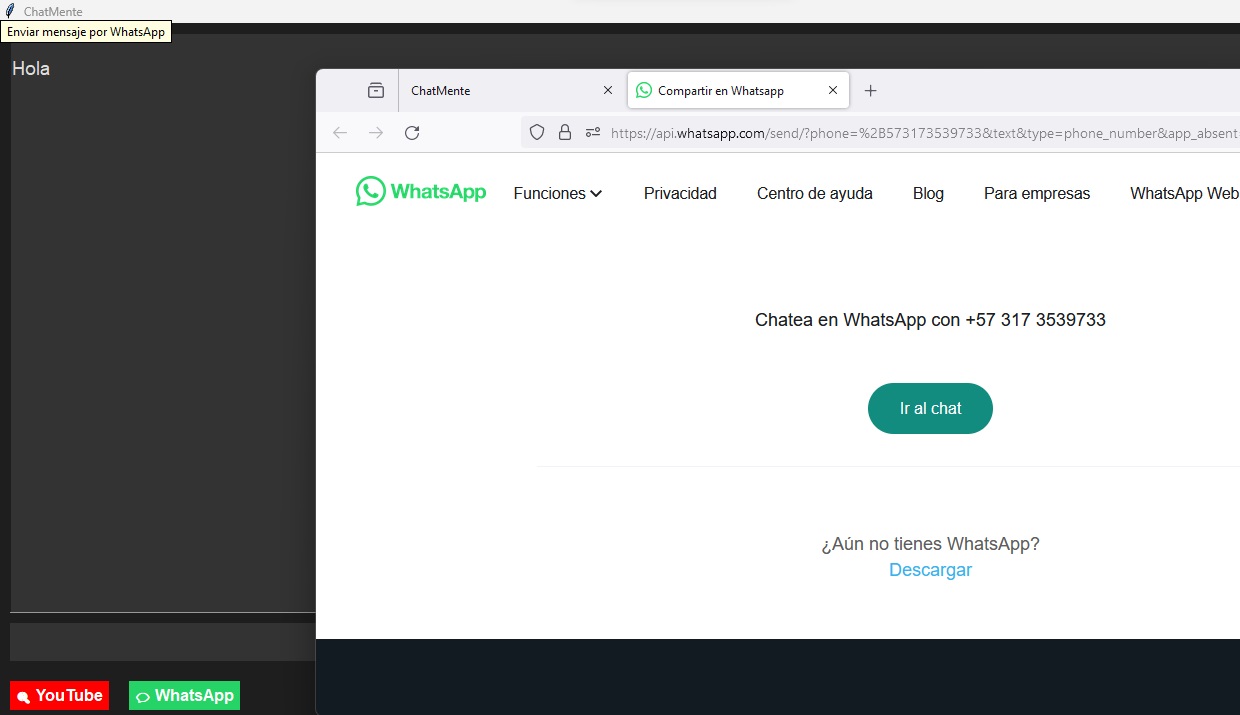 ChatMente
Enviar mensaje por WhatsApp
Hola
ChatMente
Compartir en Whatsapp
https://api.whatsapp.com/send/?phone=%2B573173539733&text&type=phone_number&app_absent
WhatsApp Funciones Privacidad Centro de ayuda Blog Para empresas WhatsApp Web
Chatea en WhatsApp con +57 317 3539733
Ir al chat
¿Aún no tienes WhatsApp?
Descargar
YouTube WhatsApp